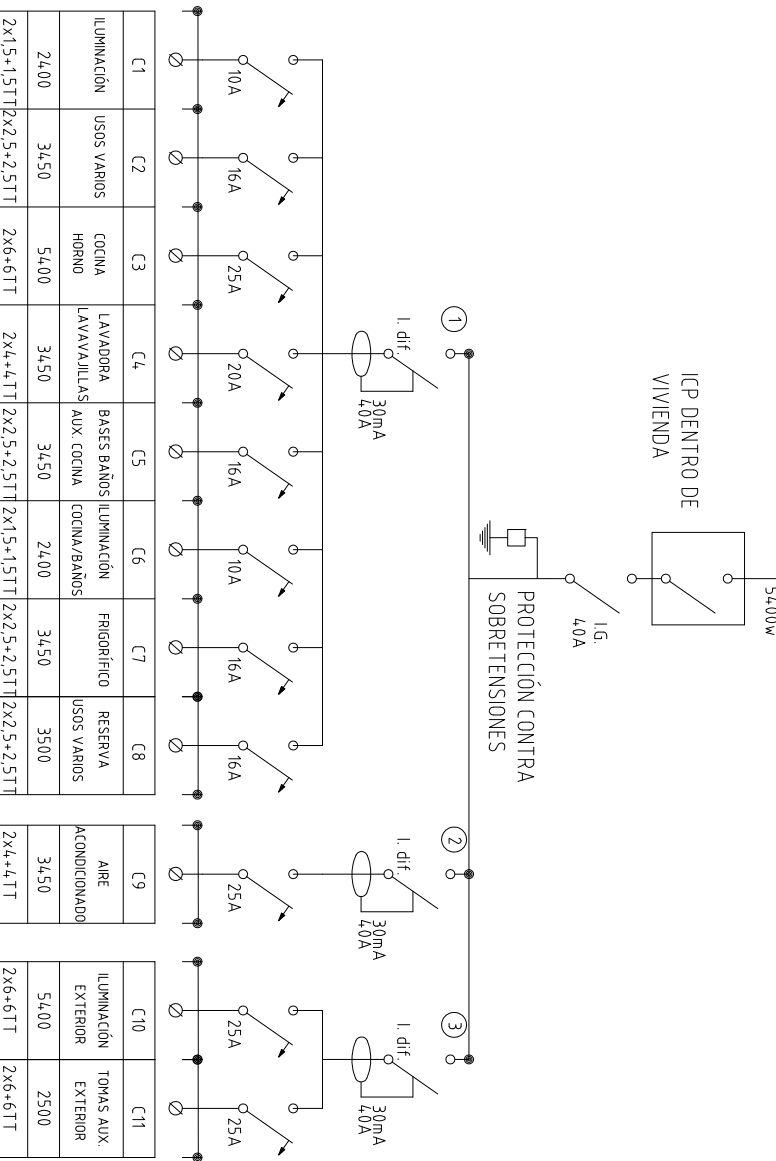 5400w
ICP DENTRO DE
VIVIENDA
I.G.
40A
PROTECCIÓN CONTRA
SOBRETENSIONES
1
I. dif.
30mA
40A
2
I. dif.
30mA
40A
3
I. dif.
30mA
40A
10A
16A
25A
20A
16A
10A
16A
16A
25A
25A
25A
C1
C2
C3
C4
C5
C6
C7
C8
C9
C10
C11
ILUMINACIÓN
USOS VARIOS
COCINA
HORNO
LAVADORA
LAVAVAJILLAS
BASES BAÑOS
AUX. COCINA
ILUMINACIÓN
COCINA/BAÑOS
FRIGORÍFICO
RESERVA
USOS VARIOS
AIRE
ACONDICIONADO
ILUMINACIÓN
EXTERIOR
TOMAS AUX.
EXTERIOR
2400
3450
5400
3450
3450
2400
3450
3500
3450
5400
2500
2x1,5+1,5TT
2x2,5+2,5TT
2x6+6TT
2x4+4TT
2x2,5+2,5TT
2x1,5+1,5TT
2x2,5+2,5TT
2x2,5+2,5TT
2x4+4TT
2x6+6TT
2x6+6TT